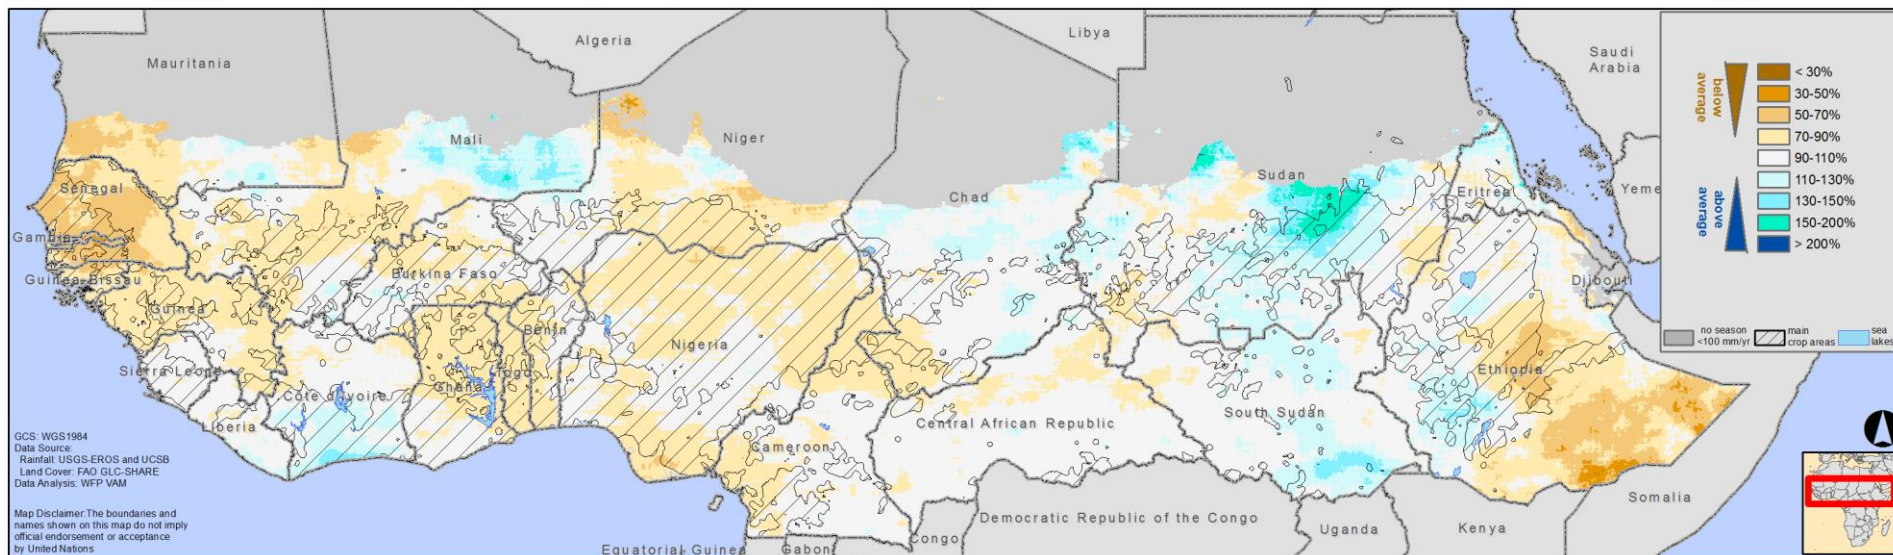 Algeria
Libya
Saudi
Arabia
Mauritania
Mali
Niger
Chad
Sudan
Eritrea
Yeme
Senegal
Gambia
Guinea-Bissau
Guinea
Burkina Faso
Benin
Nigeria
Togo
Ghana
Sierra Leone
Côte d'Ivoire
Liberia
Cameroon
Central African Republic
South Sudan
Ethiopia
Djibouti
Somalia
Kenya
Uganda
Democratic Republic of the Congo
Congo
Gabon
Equatorial Guinea
below
average
above
average
< 30%
30-50%
50-70%
70-90%
90-110%
110-130%
130-150%
150-200%
> 200%
no season
<100 mm/yr
main
crop areas
sea
lakes
GCS: WGS1984
Data Source:
Rainfall: USGS-EROS and UCSB
Land Cover: FAO GLC-SHARE
Data Analysis: WFP VAM
Map Disclaimer:The boundaries and
names shown on this map do not imply
official endorsement or acceptance
by United Nations